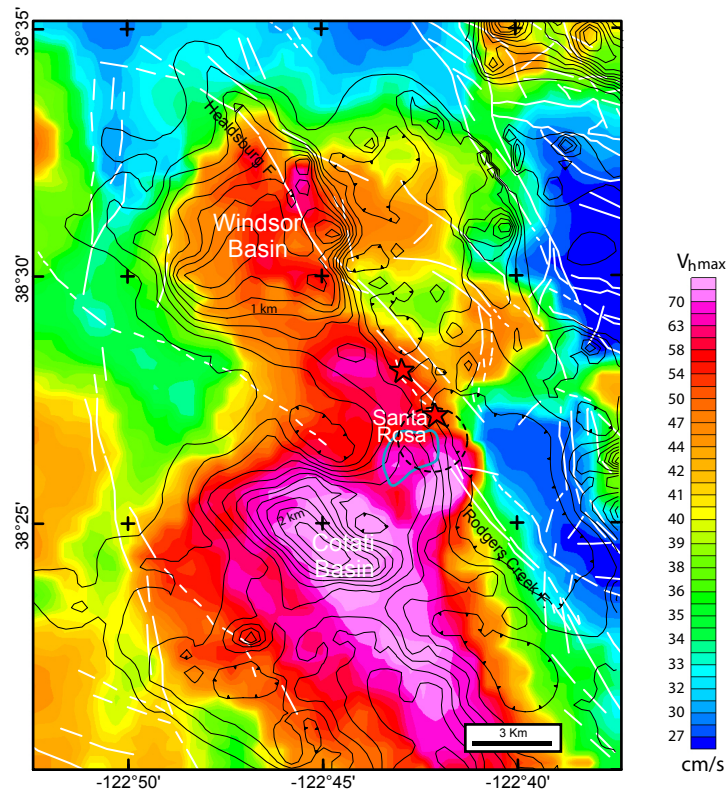 38°35'
38°30'
38°25'
-122°50'
-122°45'
-122°40'
Healdsburg F
Windsor
Basin
1 km
Santa
Rosa
2 km
Cotati
Basin
Rodgers Creek F
3 Km
Vhmax
70
63
58
54
50
47
44
42
41
40
39
38
37
36
35
34
33
32
30
27
cm/s